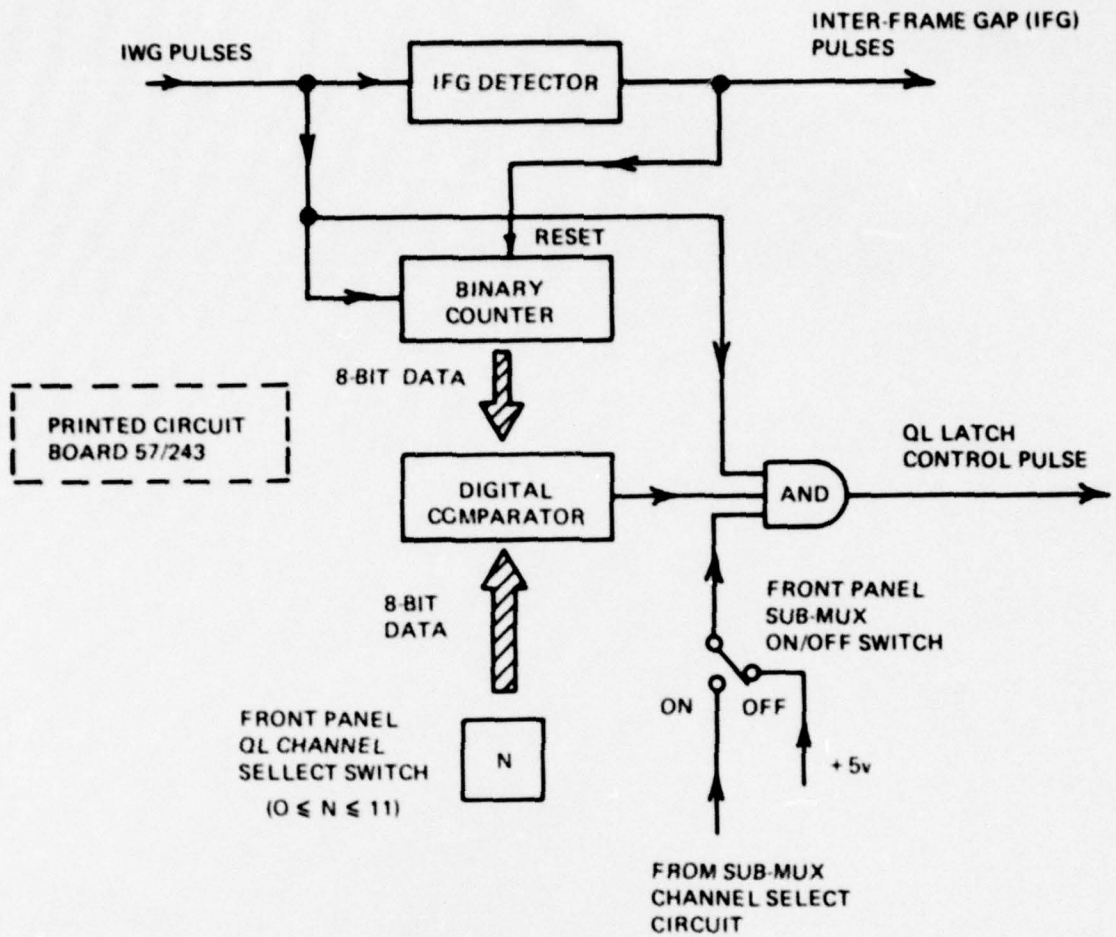 INTER-FRAME GAP (IFG)
PULSES
IWG PULSES
IFG DETECTOR
RESET
BINARY
COUNTER
8-BIT DATA
PRINTED CIRCUIT
BOARD 57/243
QL LATCH
CONTROL PULSE
DIGITAL
COMPARATOR
AND
8-BIT
DATA
FRONT PANEL
SUB-MUX
ON/OFF SWITCH
ON
OFF
+5v
FRONT PANEL
QL CHANNEL
SELLECT SWITCH
(O ⩽ N ⩽ 11)
N
FROM SUB-MUX
CHANNEL SELECT
CIRCUIT